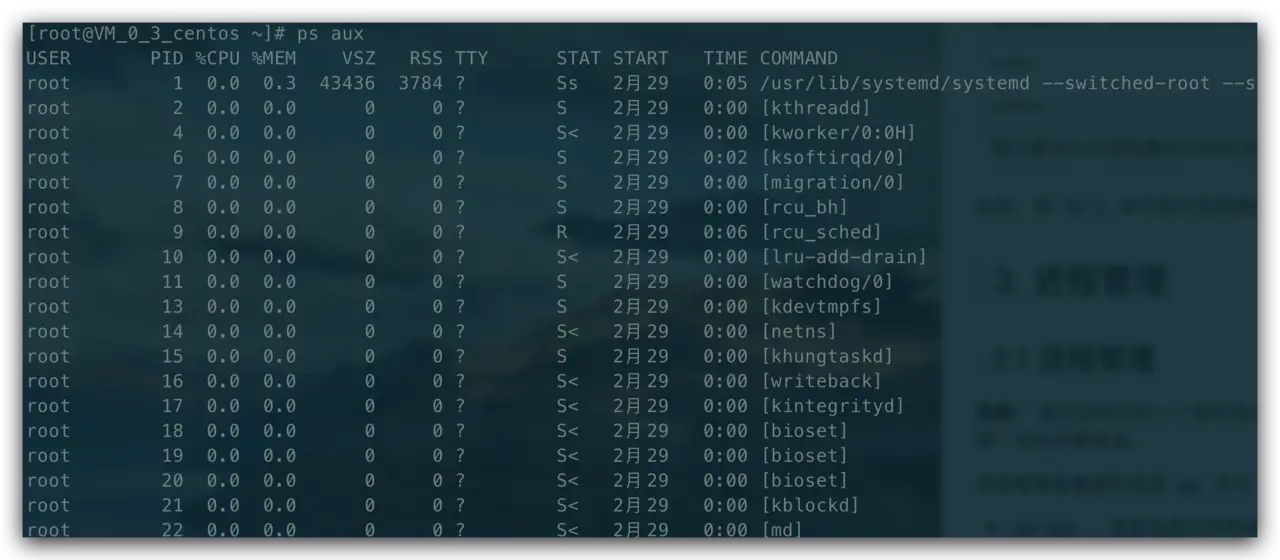 [root@VM_0_3_centos ~]# ps aux
USER PID %CPU %MEM VSZ RSS TTY STAT START TIME COMMAND
root 1 0.0 0.3 43436 3784 ? Ss 2月29 0:05 /usr/lib/systemd/systemd --switched-root --s
root 2 0.0 0.0 0 0 ? S 2月29 0:00 [kthreadd]
root 4 0.0 0.0 0 0 ? S< 2月29 0:00 [kworker/0:0H]
root 6 0.0 0.0 0 0 ? S 2月29 0:02 [ksoftirqd/0]
root 7 0.0 0.0 0 0 ? S 2月29 0:00 [migration/0]
root 8 0.0 0.0 0 0 ? S 2月29 0:00 [rcu_bh]
root 9 0.0 0.0 0 0 ? R 2月29 0:06 [rcu_sched]
root 10 0.0 0.0 0 0 ? S< 2月29 0:00 [lru-add-drain]
root 11 0.0 0.0 0 0 ? S 2月29 0:00 [watchdog/0]
root 13 0.0 0.0 0 0 ? S 2月29 0:00 [kdevtmpfs]
root 14 0.0 0.0 0 0 ? S< 2月29 0:00 [netns]
root 15 0.0 0.0 0 0 ? S 2月29 0:00 [khungtaskd]
root 16 0.0 0.0 0 0 ? S< 2月29 0:00 [writeback]
root 17 0.0 0.0 0 0 ? S< 2月29 0:00 [kintegrityd]
root 18 0.0 0.0 0 0 ? S< 2月29 0:00 [bioset]
root 19 0.0 0.0 0 0 ? S< 2月29 0:00 [bioset]
root 20 0.0 0.0 0 0 ? S< 2月29 0:00 [bioset]
root 21 0.0 0.0 0 0 ? S< 2月29 0:00 [kblockd]
root 22 0.0 0.0 0 0 ? S< 2月29 0:00 [md]
3. 进程管理
2.1 进程管理